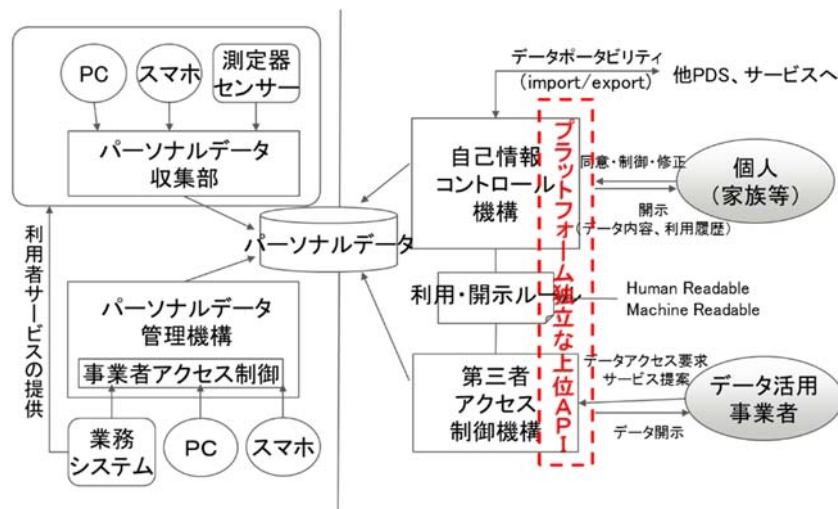 PC
スマホ
測定器
センサー
パーソナルデータ
収集部
利用者サービスの提供
パーソナルデータ
パーソナルデータ
管理機構
事業者アクセス制御
業務
システム
PC
スマホ
データポータビリティ
(import/export)
他PDS、サービスへ
自己情報
コントロール
機構
プラットフォーム独立な上位API
同意・制御・修正
開示
(データ内容、利用履歴)
個人
(家族等)
利用・開示ルール
Human Readable
Machine Readable
第三者
アクセス
制御機構
データアクセス要求
サービス提案
データ開示
データ活用
事業者